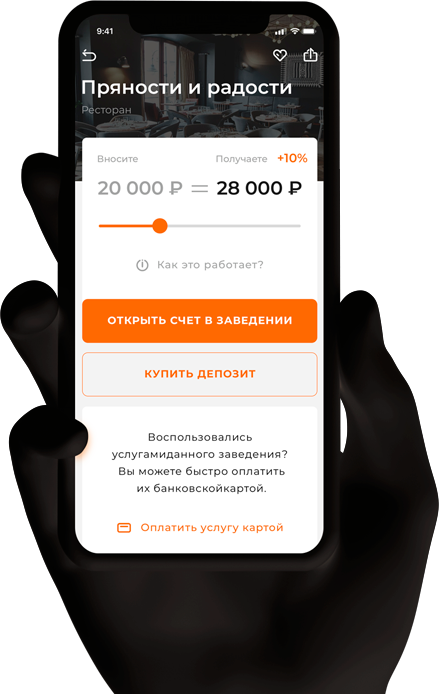 9:41
Пряности и радости
Ресторан
Вносите Получаете +10%
20 000 ₽ = 28 000 ₽
Как это работает?
ОТКРЫТЬ СЧЕТ В ЗАВЕДЕНИИ
КУПИТЬ ДЕПОЗИТ
Воспользовались
услугамиданного заведения?
Вы можете быстро оплатить
их банковскойкартой.
Оплатить услугу картой